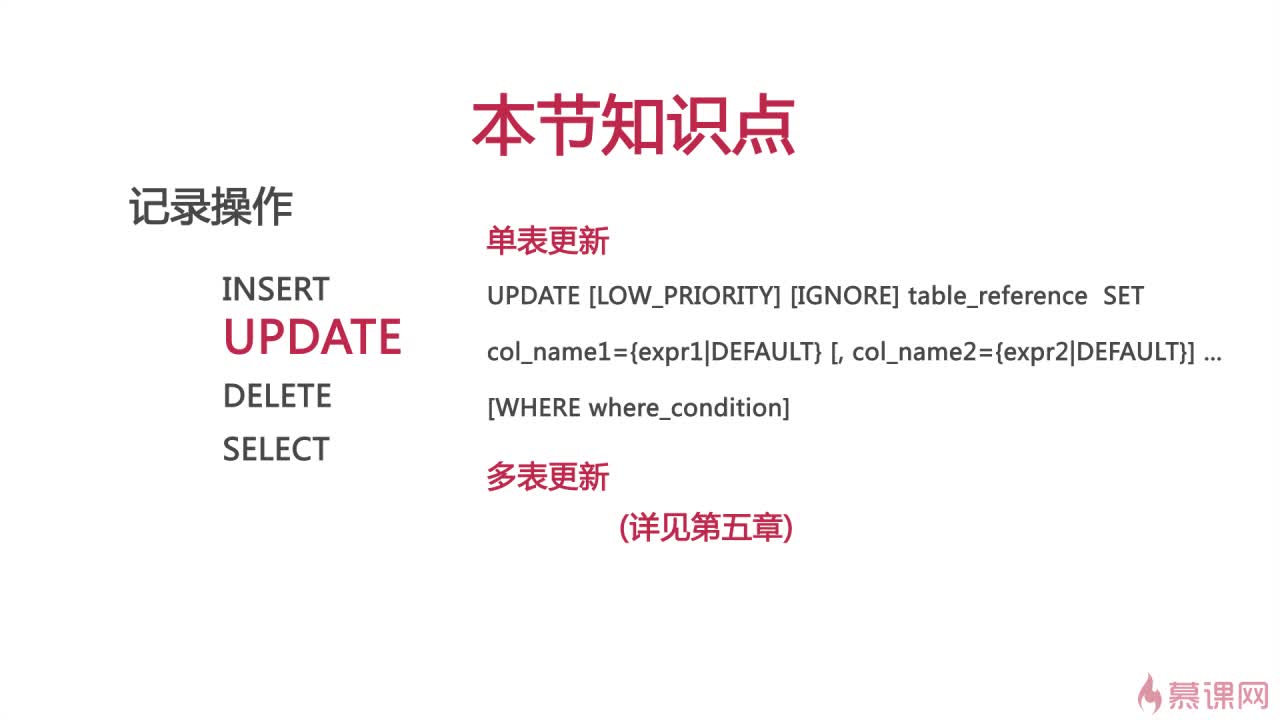 本节知识点
记录操作
INSERT
UPDATE
DELETE
SELECT
单表更新
UPDATE [LOW_PRIORITY] [IGNORE] table_reference SET
col_name1={expr1|DEFAULT} [, col_name2={expr2|DEFAULT}] ...
[WHERE where_condition]
多表更新
(详见第五章)
慕课网